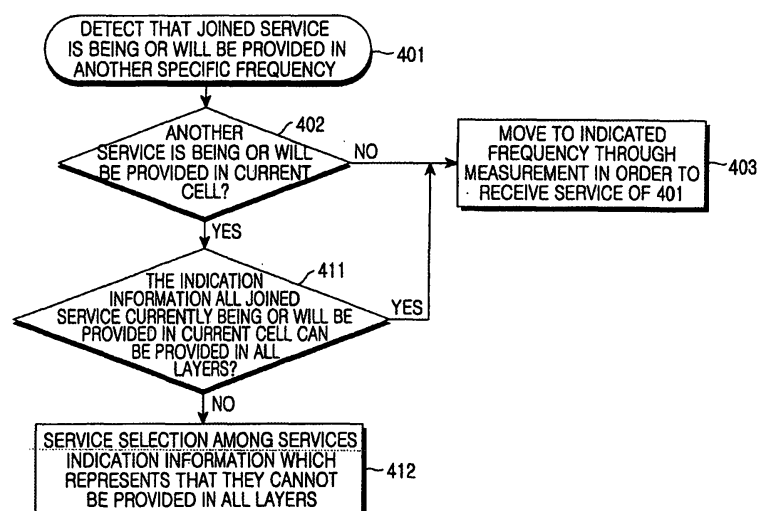 DETECT THAT JOINED SERVICE
IS BEING OR WILL BE PROVIDED IN
ANOTHER SPECIFIC FREQUENCY
401
402
ANOTHER
SERVICE IS BEING OR WILL
BE PROVIDED IN CURRENT
CELL?
NO
MOVE TO INDICATED
FREQUENCY THROUGH
MEASUREMENT IN ORDER TO
RECEIVE SERVICE OF 401
403
YES
411
THE INDICATION
INFORMATION ALL JOINED
SERVICE CURRENTLY BEING OR WILL BE
PROVIDED IN CURRENT CELL CAN
BE PROVIDED IN ALL
LAYERS?
YES
NO
SERVICE SELECTION AMONG SERVICES
INDICATION INFORMATION WHICH
REPRESENTS THAT THEY CANNOT
BE PROVIDED IN ALL LAYERS
412